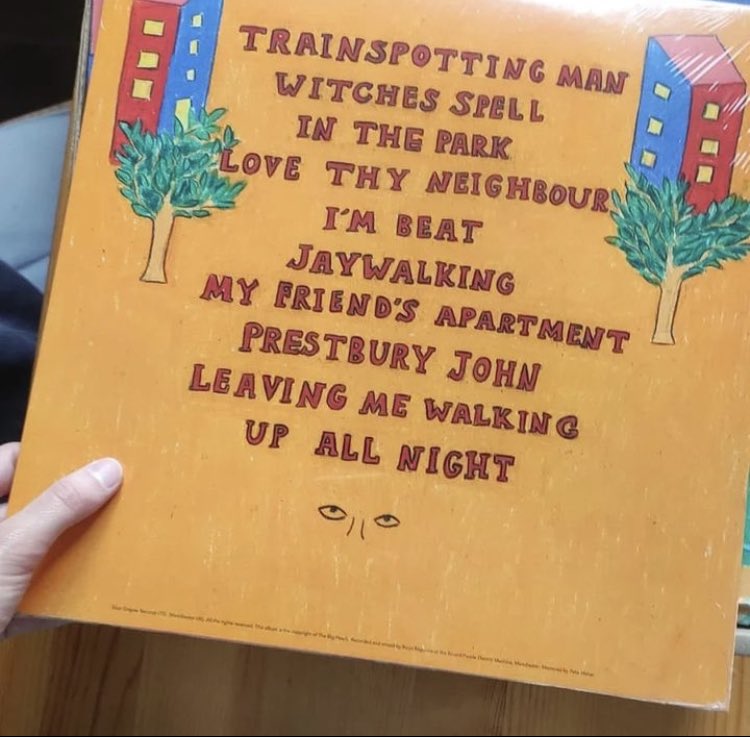 TRAINSPOTTING MAN
WITCHES SPELL
IN THE PARK
LOVE THY NEIGHBOUR
I'M BEAT
JAYWALKING
MY FRIEND'S APARTMENT
PRESTBURY JOHN
LEAVING ME WALKING
UP ALL NIGHT